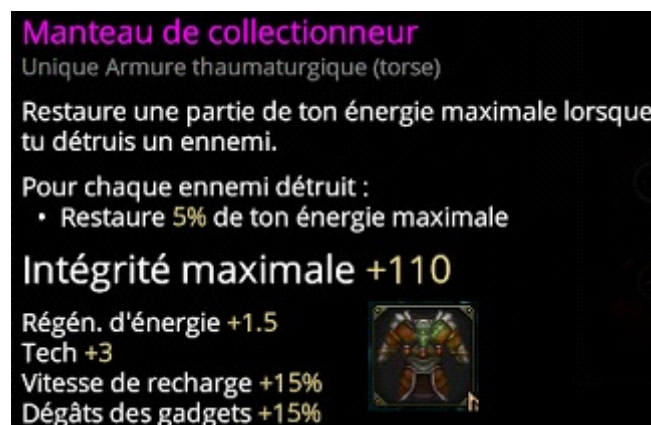 Manteau de collectionneur
Unique Armure thaumaturgique (torse)
Restaure une partie de ton énergie maximale lorsque
tu détruis un ennemi.
Pour chaque ennemi détruit :
• Restaure 5% de ton énergie maximale
Intégrité maximale +110
Régén. d'énergie +1.5
Tech +3
Vitesse de recharge +15%
Dégâts des gadgets +15%